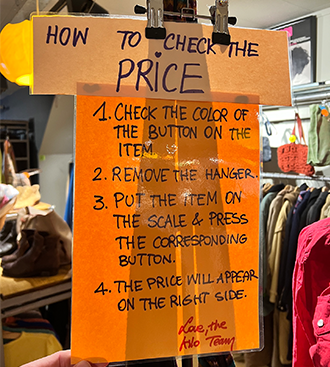 HOW TO CHECK THE
PRICE
1. CHECK THE COLOR OF
THE BUTTON ON THE
ITEM
2. REMOVE THE HANGER.
3. PUT THE ITEM ON
THE SCALE & PRESS
THE CORRESPONDING
BUTTON.
4. THE PRICE WILL APPEAR
ON THE RIGHT SIDE.
Love, the
Team